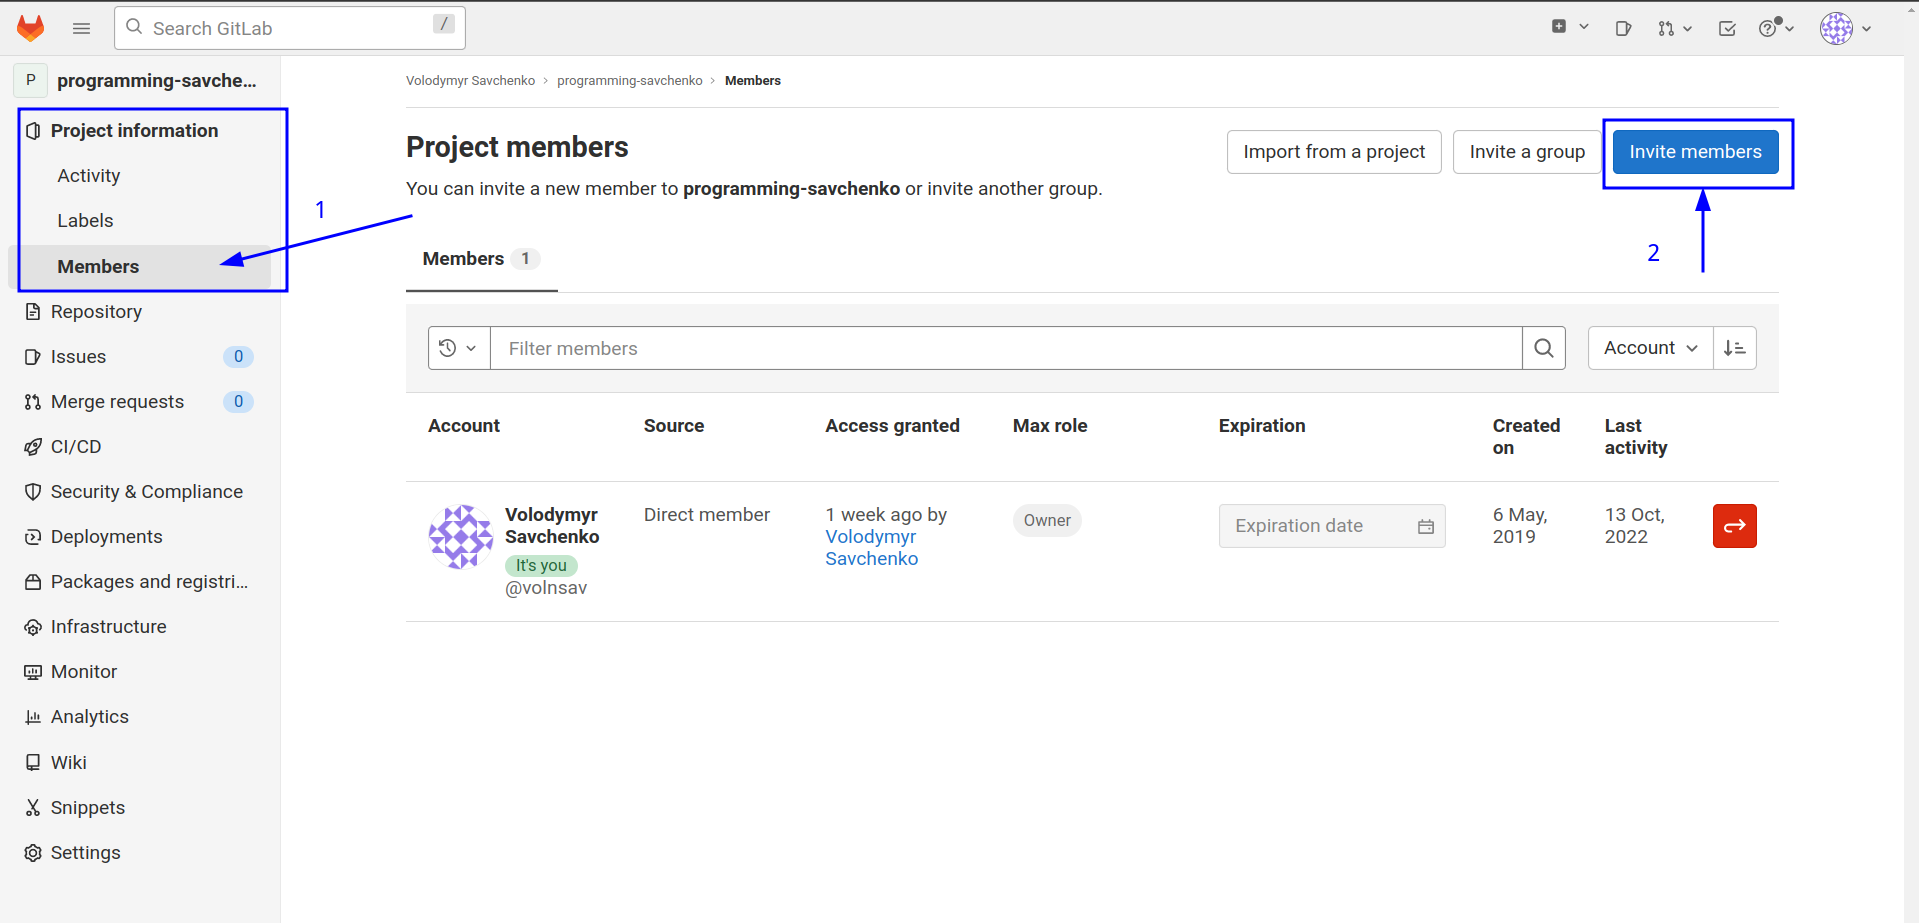 Search GitLab
/
P
programming-savche...
Project information
Activity
Labels
Members
Repository
Issues 0
Merge requests 0
CI/CD
Security & Compliance
Deployments
Packages and registri...
Infrastructure
Monitor
Analytics
Wiki
Snippets
Settings
1
Volodymyr Savchenko › programming-savchenko › Members
Project members
You can invite a new member to programming-savchenko or invite another group.
Import from a project
Invite a group
Invite members
2
Members 1
Filter members
Account
Account
Source
Access granted
Max role
Expiration
Created
on
Last
activity
Volodymyr
Savchenko
It's you
@volnsav
Direct member
1 week ago by
Volodymyr
Savchenko
Owner
Expiration date
6 May,
2019
13 Oct,
2022